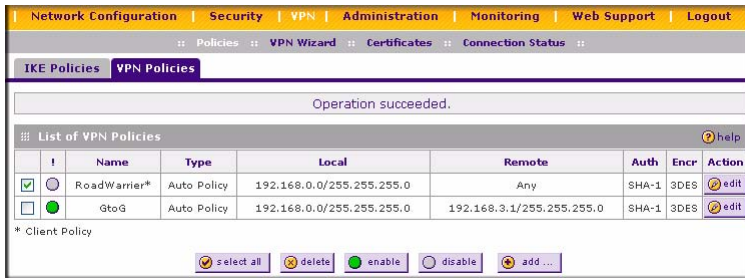 Network Configuration | Security | VPN | Administration | Monitoring | Web Support | Logout
:: Policies :: VPN Wizard :: Certificates :: Connection Status ::
IKE Policies VPN Policies
Operation succeeded.
List of VPN Policies help
! Name Type Local Remote Auth Encr Action
RoadWarrier* Auto Policy 192.168.0.0/255.255.255.0 Any SHA-1 3DES edit
GtoG Auto Policy 192.168.0.0/255.255.255.0 192.168.3.1/255.255.255.0 SHA-1 3DES edit
* Client Policy
select all delete enable disable add ...